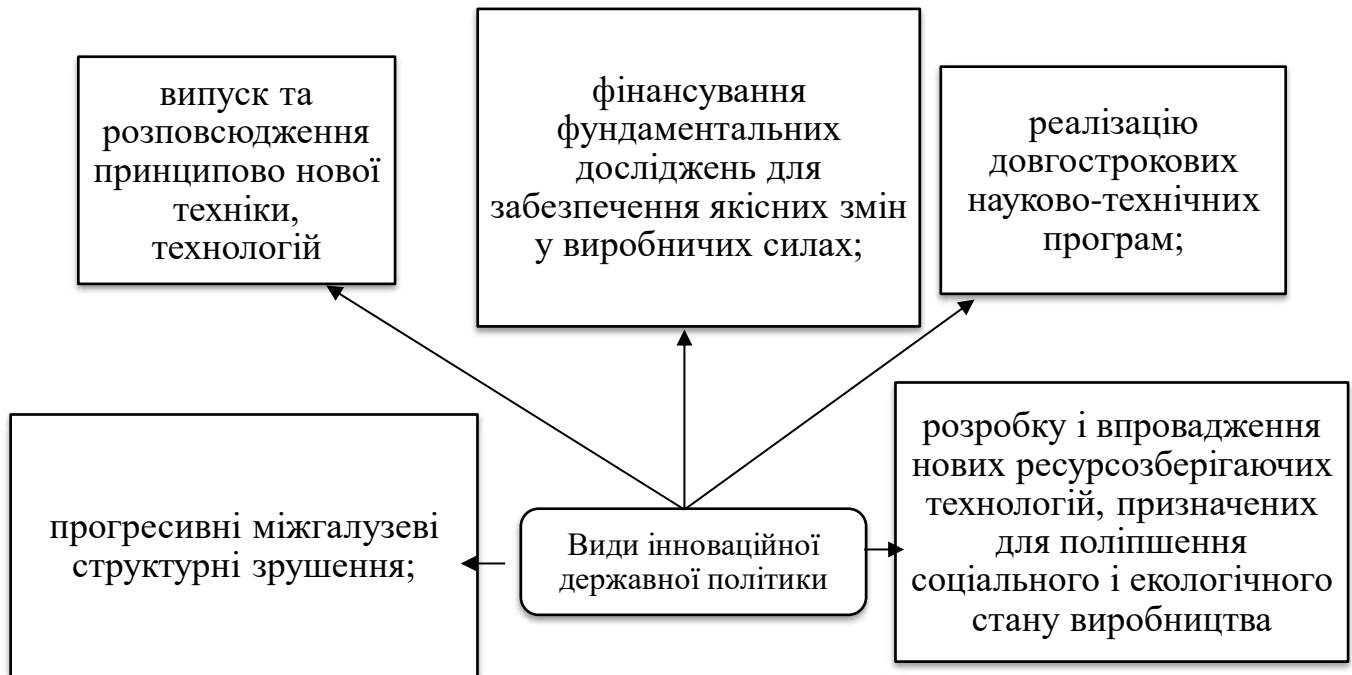 випуск та
розповсюдження
принципово нової
техніки,
технологій
фінансування
фундаментальних
досліджень для
забезпечення якісних змін
у виробничих силах;
реалізацію
довгострокових
науково-технічних
програм;
прогресивні міжгалузеві
структурні зрушення;
Види інноваційної
державної політики
розробку і впровадження
нових ресурсозберігаючих
технологій, призначених
для поліпшення
соціального і екологічного
стану виробництва